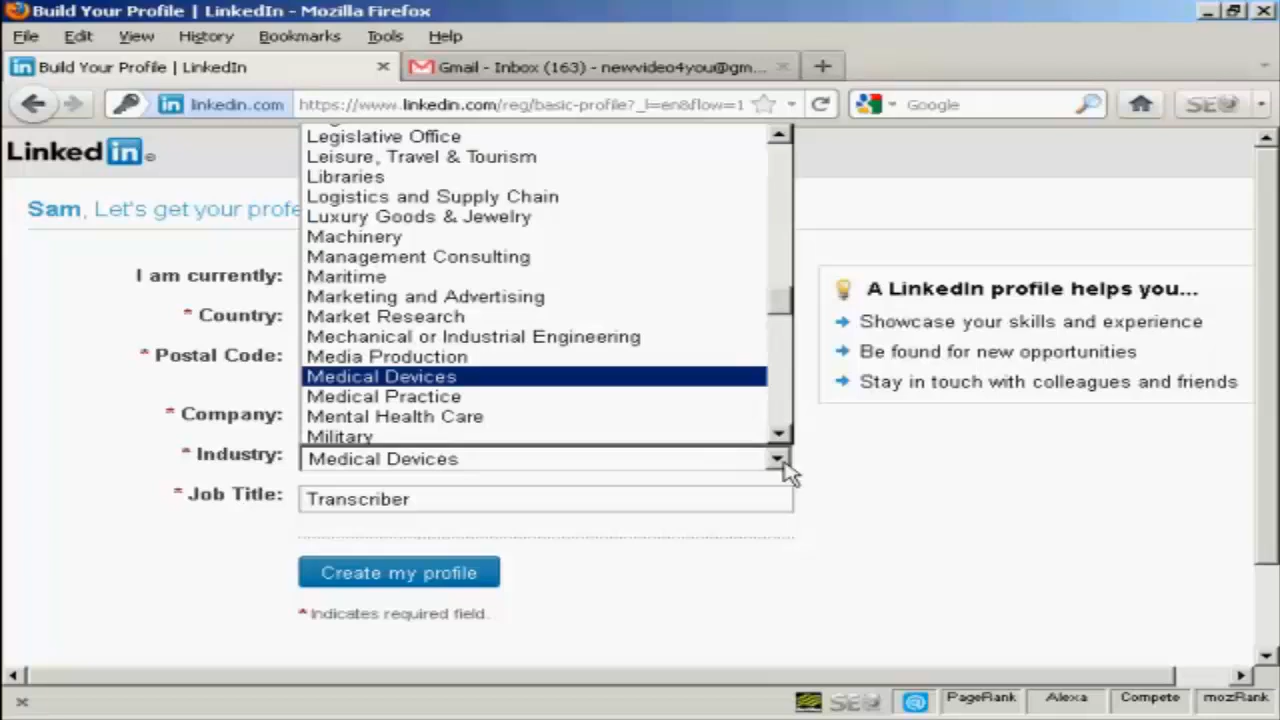 Build Your Profile | LinkedIn - Mozilla Firefox
File Edit View History Bookmarks Tools Help
Build Your Profile | LinkedIn
Gmail - Inbox (163) - newvideo4you@gm...
linkedin.com https://www.linkedin.com/reg/basic-profile?_l=en&flow=1 Google SEO
Linked in
Sam, Let's get your profe
Legislative Office
Leisure, Travel & Tourism
Libraries
Logistics and Supply Chain
Luxury Goods & Jewelry
Machinery
Management Consulting
Maritime
Marketing and Advertising
Market Research
Mechanical or Industrial Engineering
Media Production
Medical Devices
Medical Practice
Mental Health Care
Military
I am currently:
* Country:
* Postal Code:
* Company:
* Industry: Medical Devices
* Job Title: Transcriber
Create my profile
* Indicates required field.
A LinkedIn profile helps you...
Showcase your skills and experience
Be found for new opportunities
Stay in touch with colleagues and friends
SEO @ PageRank Alexa Compete mozRank